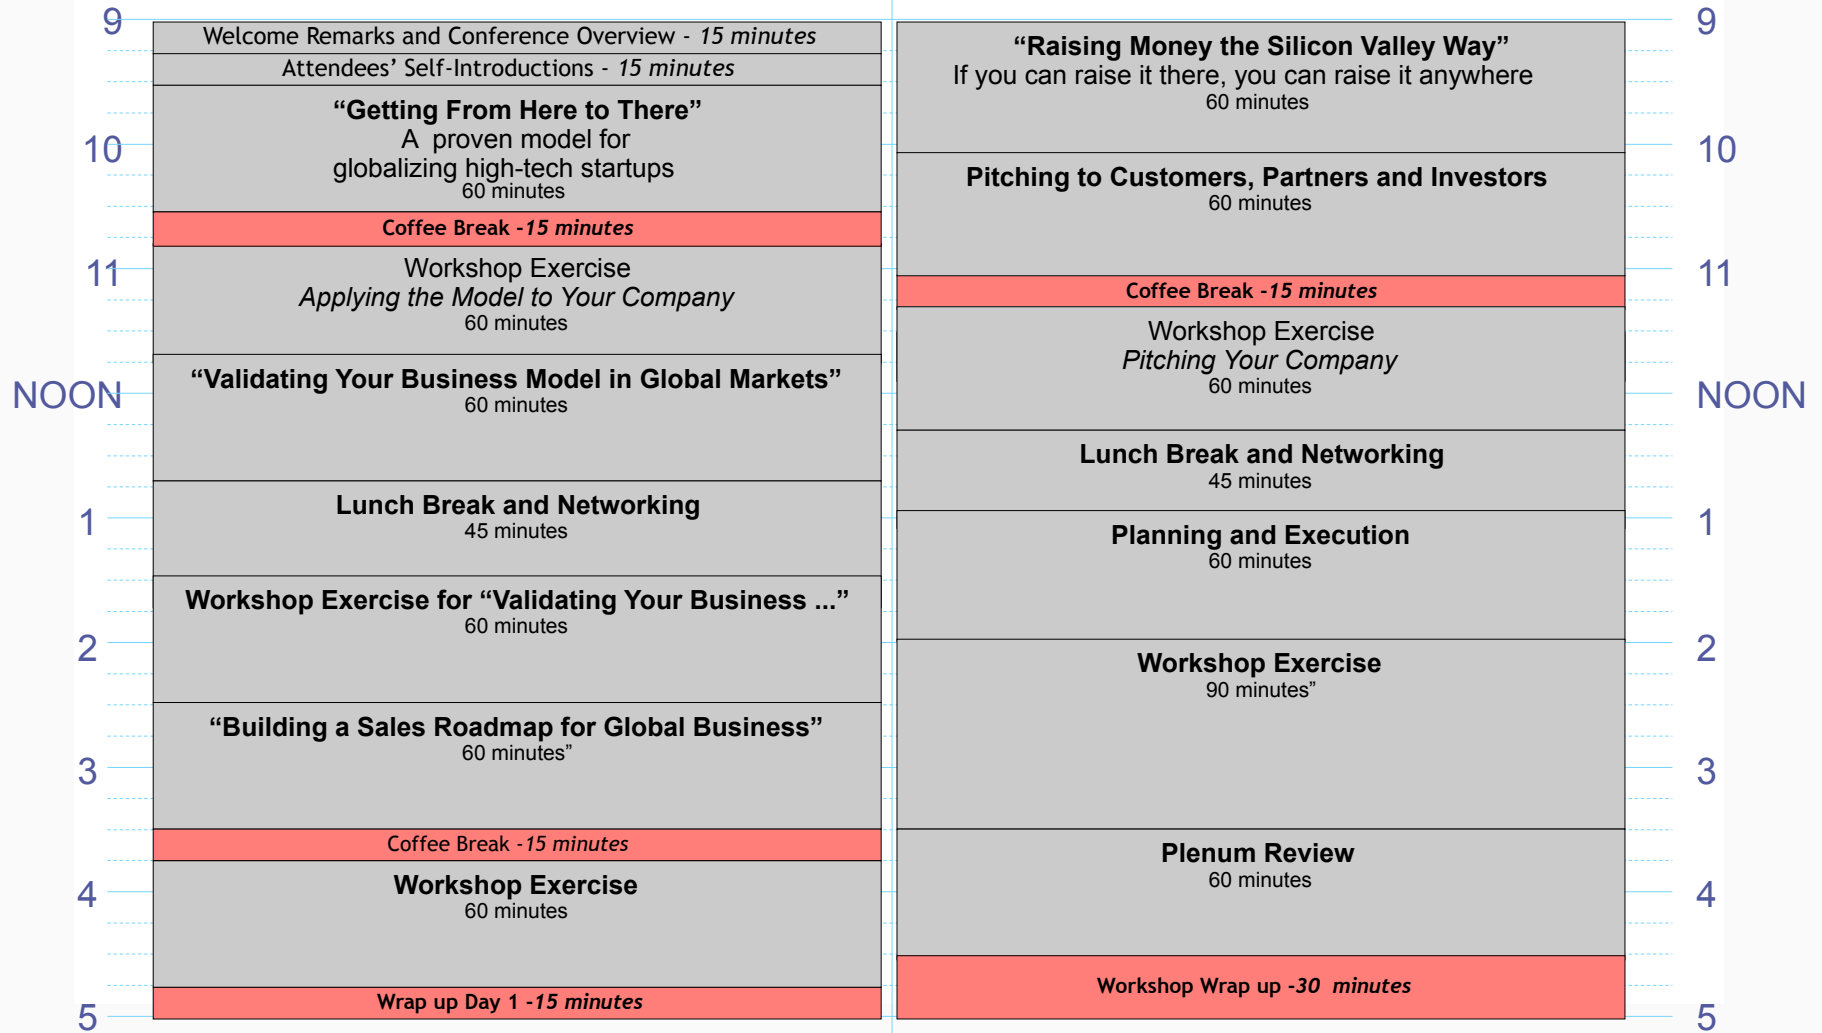 9
10
11
NOON
1
2
3
4
5
Welcome Remarks and Conference Overview - 15 minutes
Attendees’ Self-Introductions - 15 minutes
“Getting From Here to There”
A proven model for
globalizing high-tech startups
60 minutes
Coffee Break -15 minutes
Workshop Exercise
Applying the Model to Your Company
60 minutes
“Validating Your Business Model in Global Markets”
60 minutes
Lunch Break and Networking
45 minutes
Workshop Exercise for “Validating Your Business ...”
60 minutes
“Building a Sales Roadmap for Global Business”
60 minutes”
Coffee Break -15 minutes
Workshop Exercise
60 minutes
Wrap up Day 1 -15 minutes
“Raising Money the Silicon Valley Way”
If you can raise it there, you can raise it anywhere
60 minutes
Pitching to Customers, Partners and Investors
60 minutes
Coffee Break -15 minutes
Workshop Exercise
Pitching Your Company
60 minutes
Lunch Break and Networking
45 minutes
Planning and Execution
60 minutes
Workshop Exercise
90 minutes”
Plenum Review
60 minutes
Workshop Wrap up -30 minutes
9
10
11
NOON
1
2
3
4
5